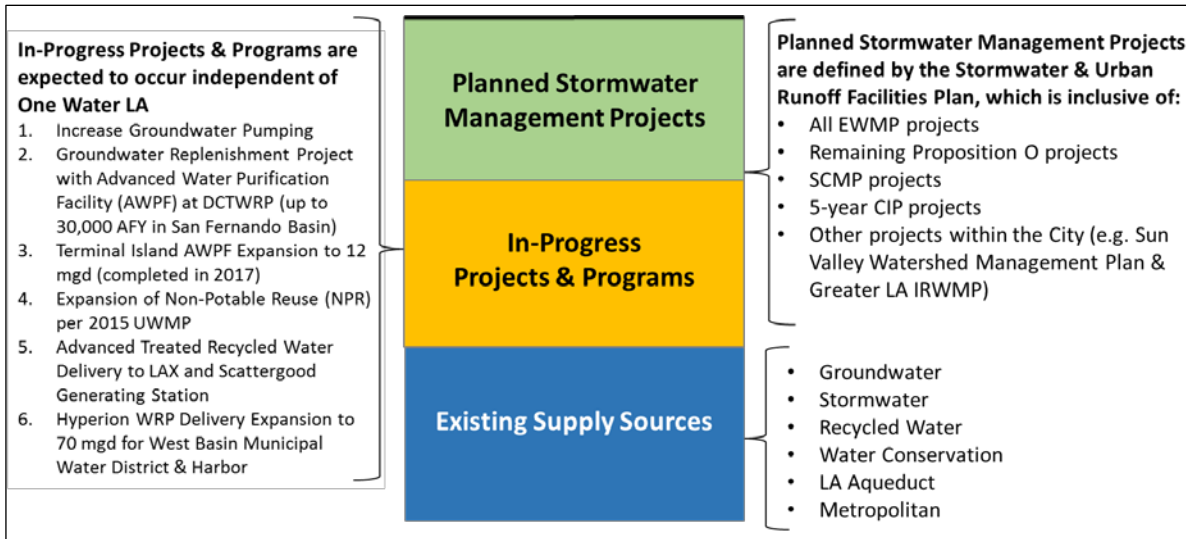 In-Progress Projects & Programs are
expected to occur independent of
One Water LA
1. Increase Groundwater Pumping
2. Groundwater Replenishment Project
with Advanced Water Purification
Facility (AWPF) at DCTWRP (up to
30,000 AFY in San Fernando Basin)
3. Terminal Island AWPF Expansion to 12
mgd (completed in 2017)
4. Expansion of Non-Potable Reuse (NPR)
per 2015 UWMP
5. Advanced Treated Recycled Water
Delivery to LAX and Scattergood
Generating Station
6. Hyperion WRP Delivery Expansion to
70 mgd for West Basin Municipal
Water District & Harbor
Planned Stormwater
Management Projects
In-Progress
Projects & Programs
Existing Supply Sources
Planned Stormwater Management Projects
are defined by the Stormwater & Urban
Runoff Facilities Plan, which is inclusive of:
• All EWMP projects
• Remaining Proposition O projects
• SCMP projects
• 5-year CIP projects
• Other projects within the City (e.g. Sun
Valley Watershed Management Plan &
Greater LA IRWMP)
• Groundwater
• Stormwater
• Recycled Water
• Water Conservation
• LA Aqueduct
• Metropolitan